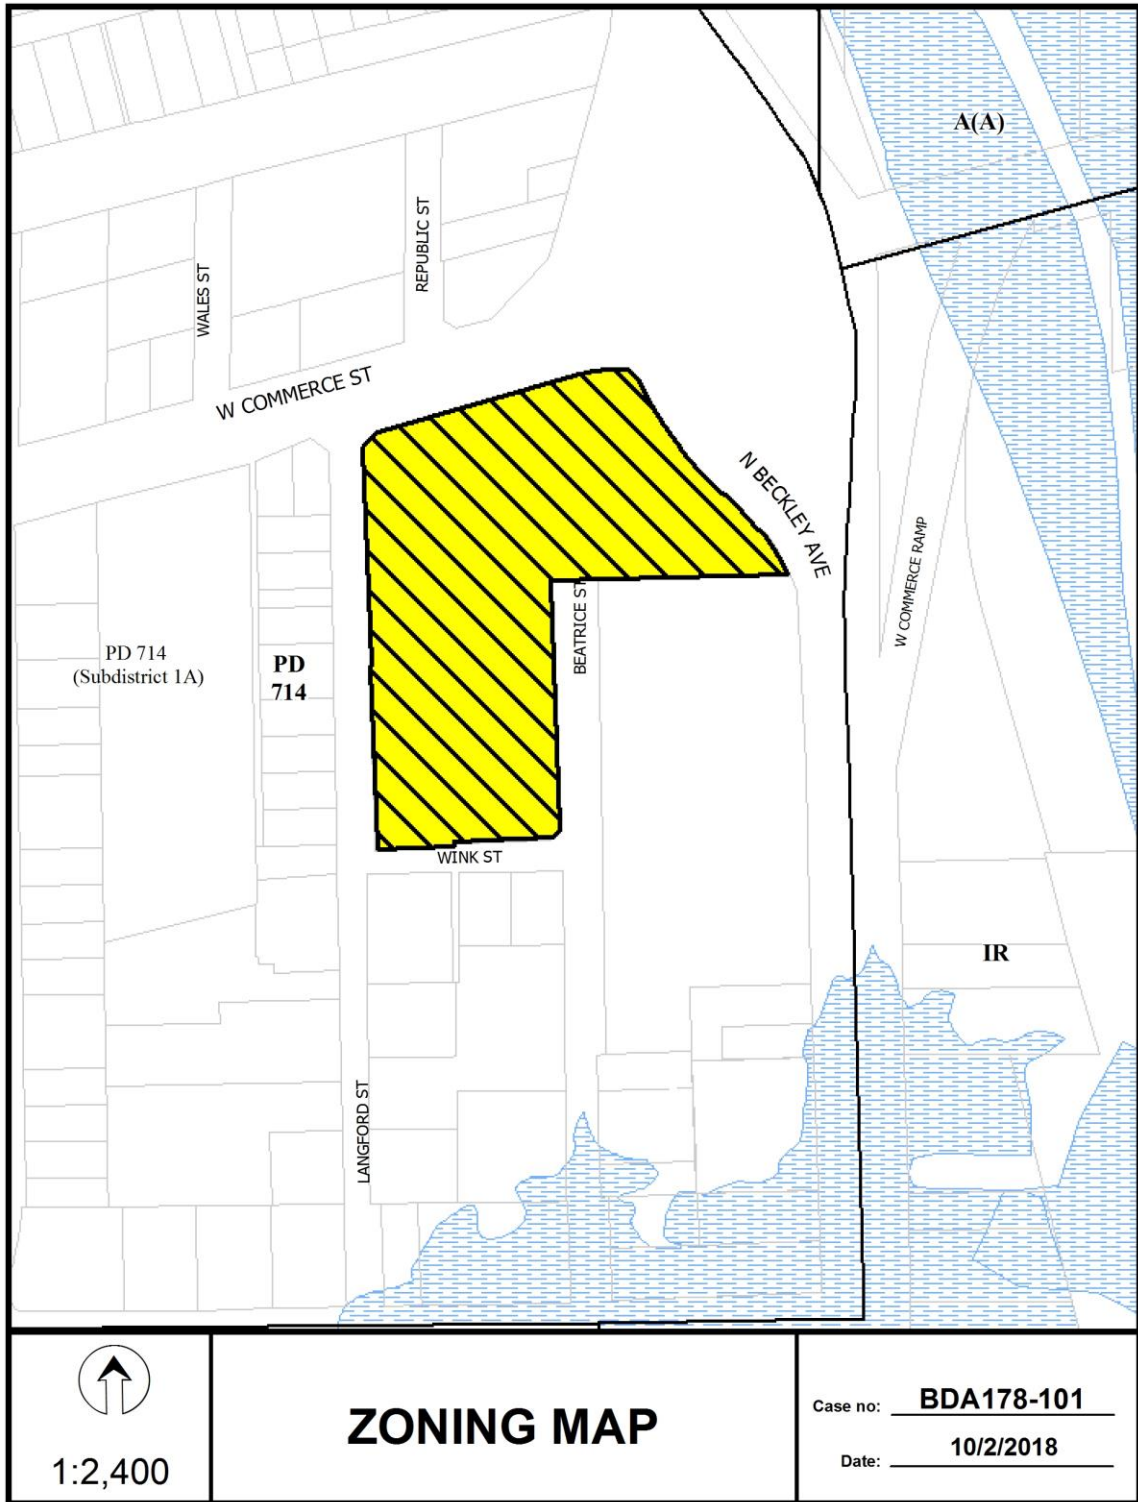 A(A)
REPUBLIC ST
WALES ST
W COMMERCE ST
N BECKLEY AVE
W COMMERCE RAMP
BEATRICE ST
PD 714
(Subdistrict 1A)
PD
714
WINK ST
IR
LANGFORD ST
1:2,400
ZONING MAP
Case no: BDA178-101
Date: 10/2/2018